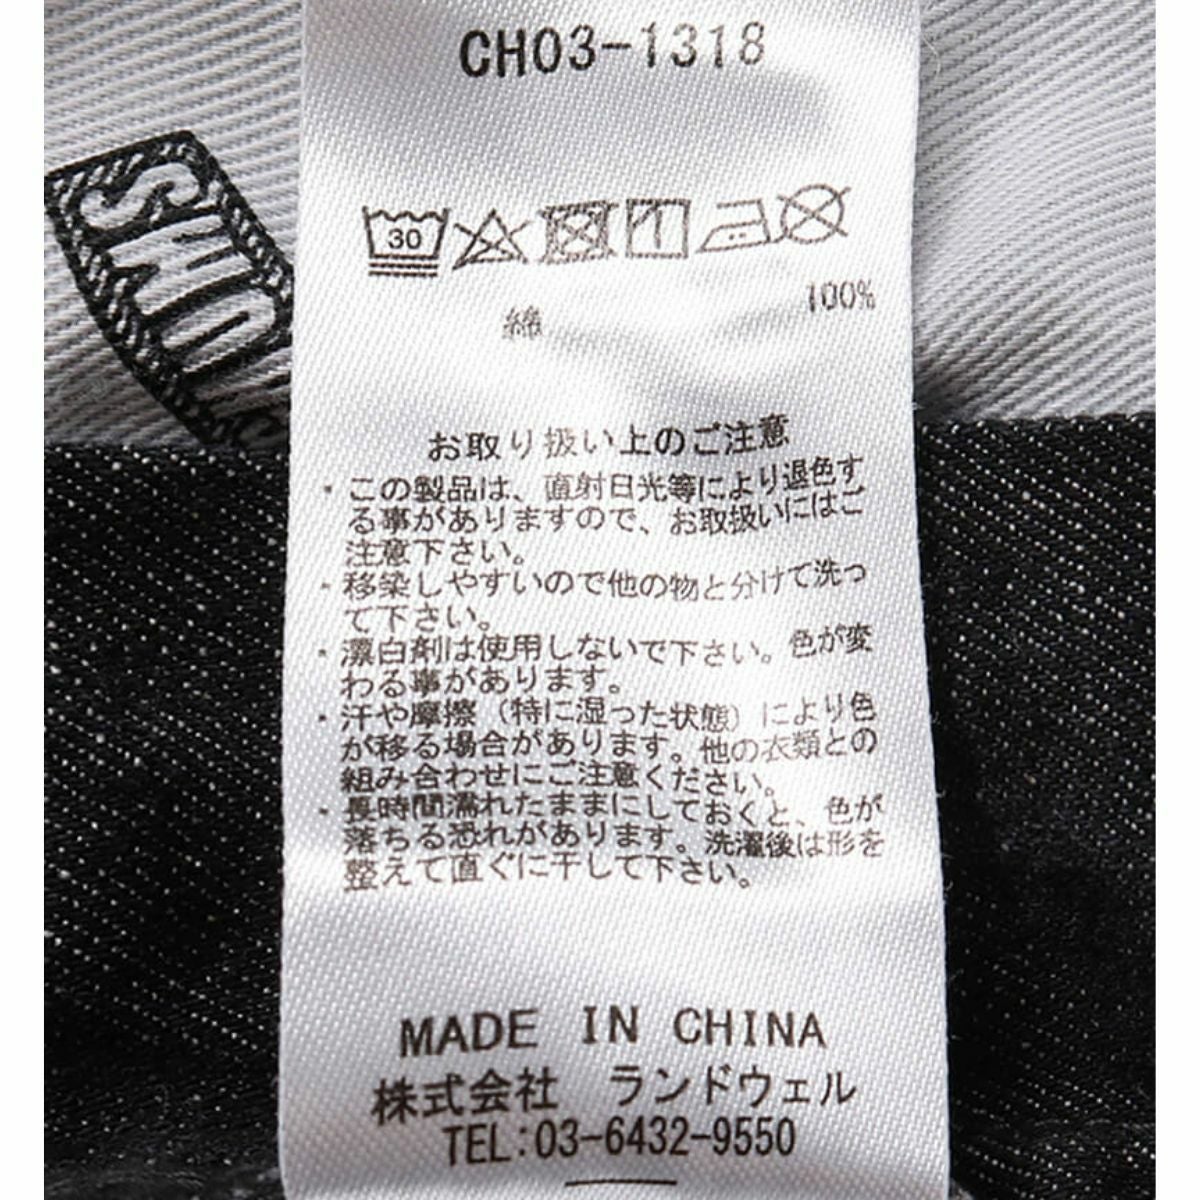 CH03-1318
SMO
30
綿 100%
お取り扱い上のご注意
・この製品は、直射日光等により退色す
る事がありますので、お取扱いにはご
注意下さい。
・移染しやすいので他の物と分けて洗っ
て下さい。
・漂白剤は使用しないで下さい。色が変
わる事があります。
・汗や摩擦（特に湿った状態）により色
が移る場合があります。他の衣類との
組み合わせにご注意ください。
・長時間濡れたままにしておくと、色が
落ちる恐れがあります。洗濯後は形を
整えて直ぐに干して下さい。
MADE IN CHINA
株式会社 ランドウェル
TEL:03-6432-9550